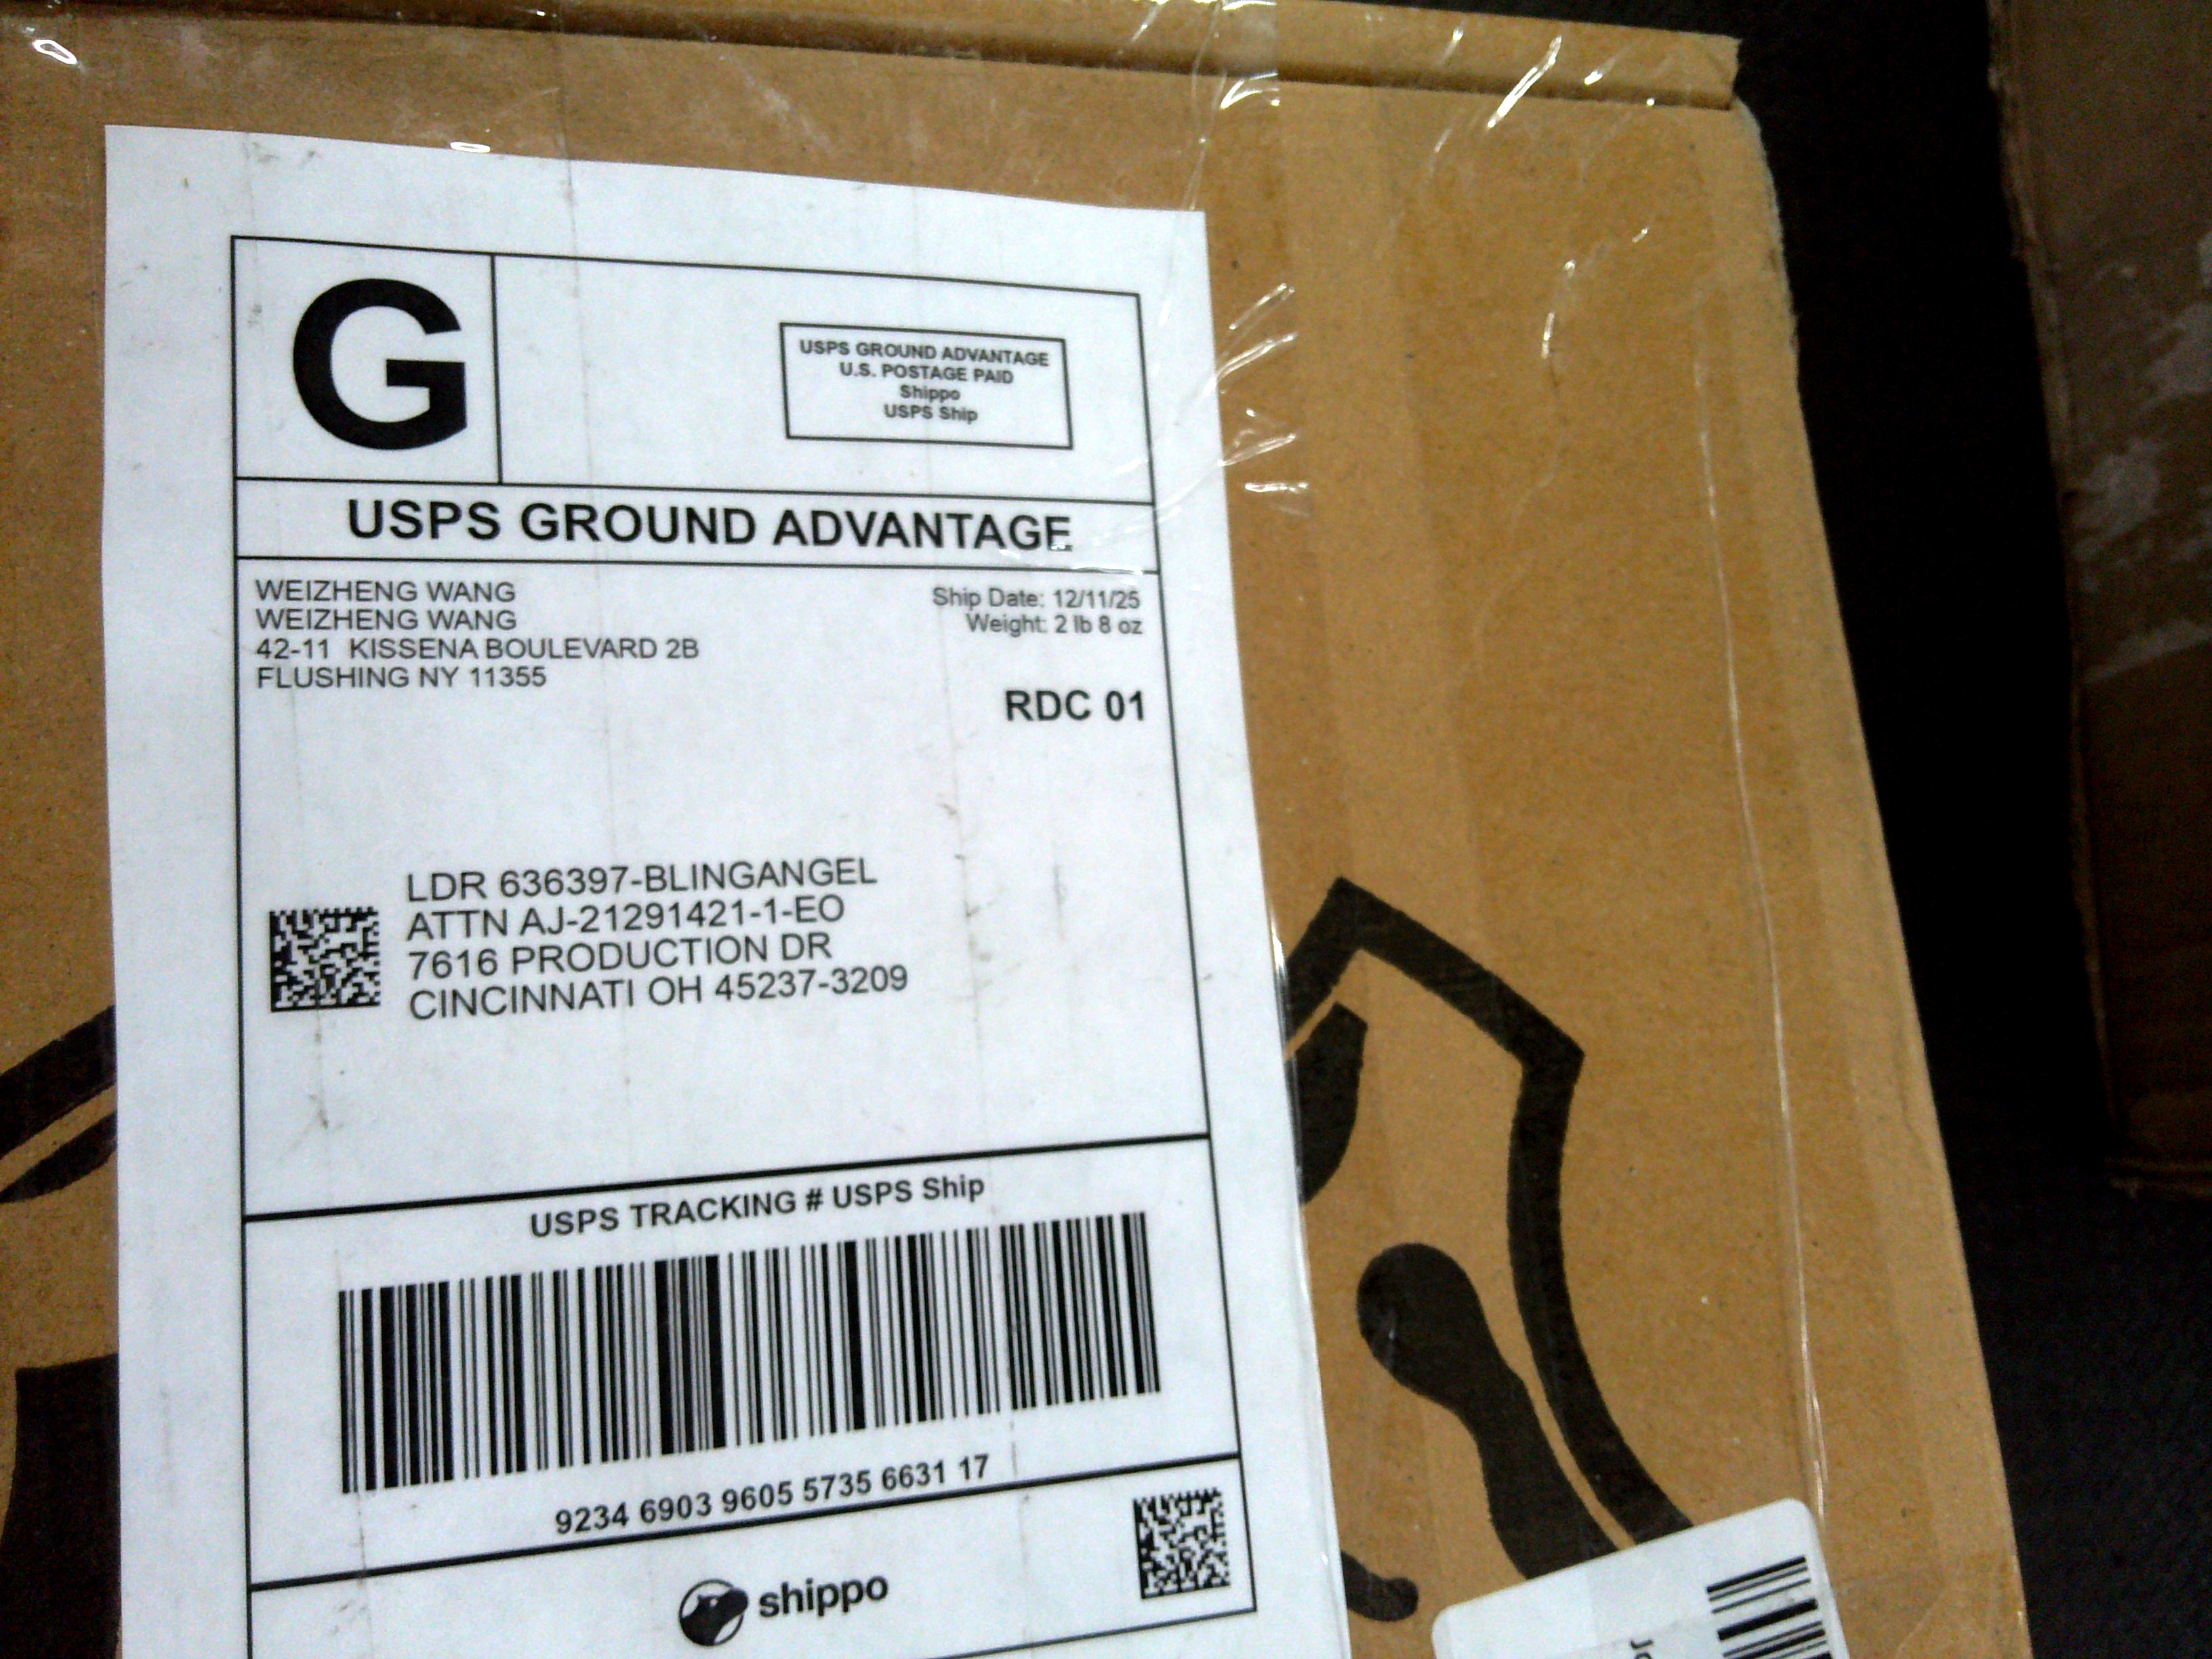 G
USPS GROUND ADVANTAGE
U.S. POSTAGE PAID
Shippo
USPS Ship
USPS GROUND ADVANTAGE
WEIZHENG WANG
WEIZHENG WANG
42-11 KISSENA BOULEVARD 2B
FLUSHING NY 11355
Ship Date: 12/11/25
Weight: 2 lb 8 oz
RDC 01
LDR 636397-BLINGANGEL
ATTN AJ-21291421-1-EO
7616 PRODUCTION DR
CINCINNATI OH 45237-3209
USPS TRACKING # USPS Ship
9234 6903 9605 5735 6631 17
shippo